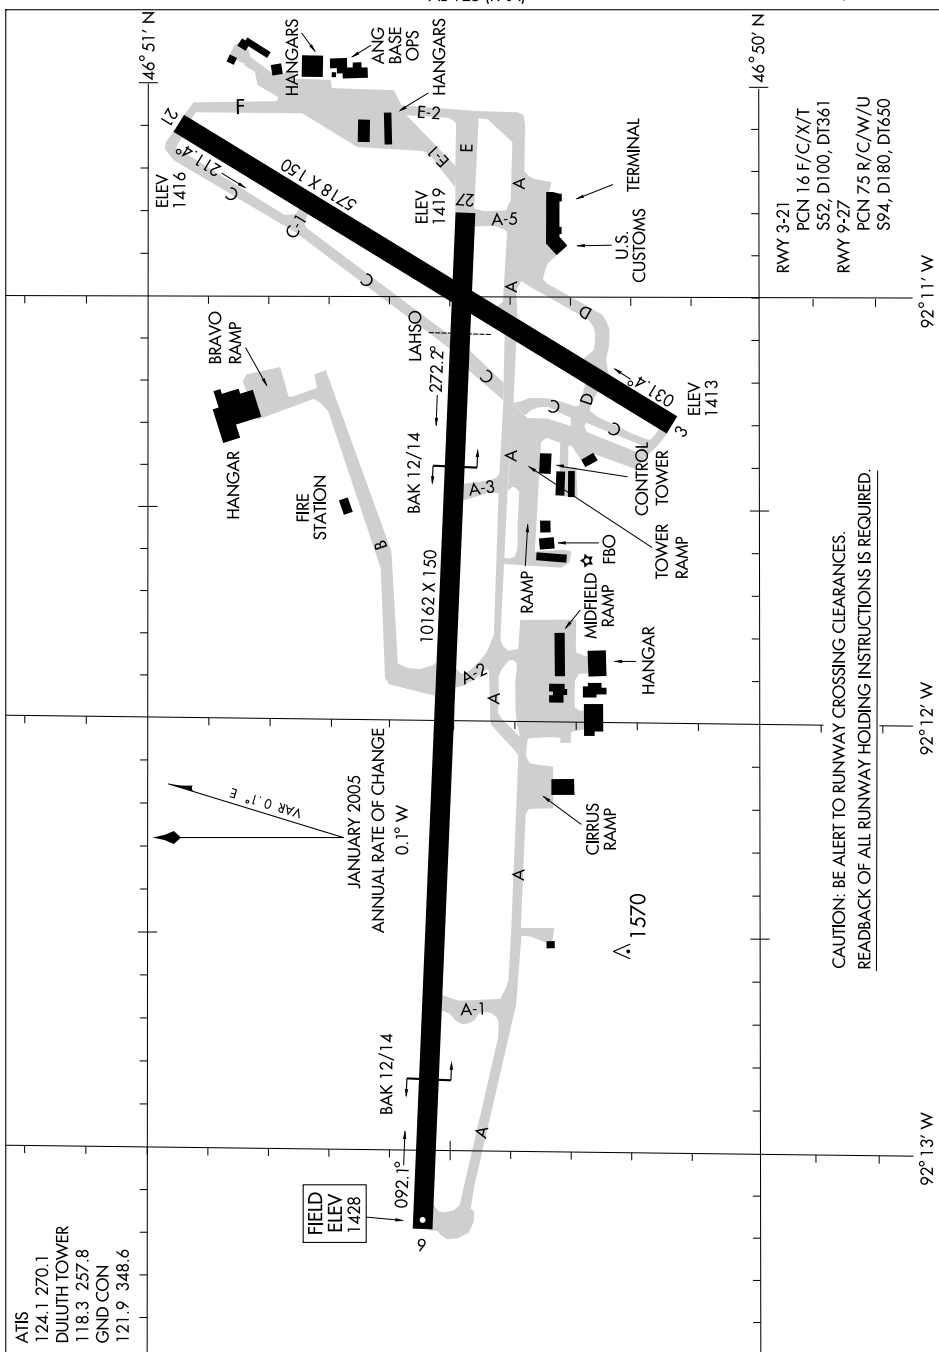 ATIS
124.1 270.1
DULUTH TOWER
118.3 257.8
GND CON
121.9 348.6
46° 51' N
46° 50' N
92°11' W
92°12' W
92°13' W
HANGARS
ANG
BASE
OPS
HANGARS
F
E-2
E-1
E
A
21
211.4°
ELEV
1416
5718 X 150
C
C-1
C
ELEV
1419
27
A-5
A
TERMINAL
U.S.
CUSTOMS
D
RWY 3-21
PCN 16 F/C/X/T
S52, D100, DT361
RWY 9-27
PCN 75 R/C/W/U
S94, D180, DT650
BRAVO
RAMP
HANGAR
FIRE
STATION
B
LAHSO
272.2°
BAK 12/14
A-3
C
C
D
C
A
031.4°
ELEV
1413
3
CONTROL
TOWER
TOWER
RAMP
RAMP
FBO
MIDFIELD
RAMP
HANGAR
10162 X 150
A-2
A
VAR 0.1° E
JANUARY 2005
ANNUAL RATE OF CHANGE
0.1° W
CIRRUS
RAMP
A
1570
A-1
BAK 12/14
A
092.1°
FIELD
ELEV
1428
9
CAUTION: BE ALERT TO RUNWAY CROSSING CLEARANCES.
READBACK OF ALL RUNWAY HOLDING INSTRUCTIONS IS REQUIRED.